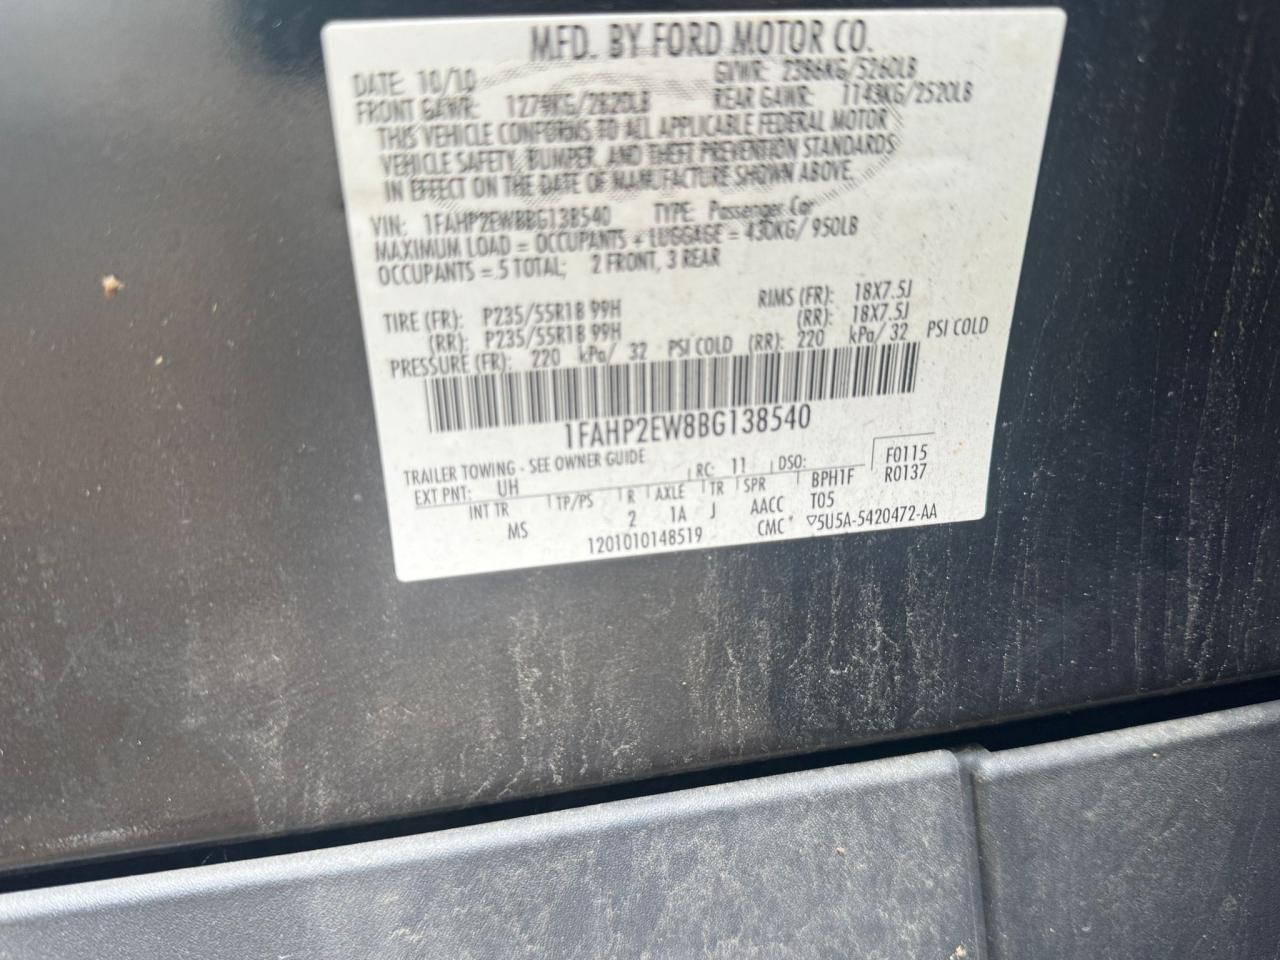 MFD. BY FORD MOTOR CO.
DATE: 10/10 GVWR: 2386KG/5260LB
FRONT GAWR: 1279KG/2820LB REAR GAWR: 1143KG/2520LB
THIS VEHICLE CONFORMS TO ALL APPLICABLE FEDERAL MOTOR
VEHICLE SAFETY, BUMPER, AND THEFT PREVENTION STANDARDS
IN EFFECT ON THE DATE OF MANUFACTURE SHOWN ABOVE.
VIN: 1FAHP2EW8BG138540 TYPE: Passenger Car
MAXIMUM LOAD = OCCUPANTS + LUGGAGE = 430KG/ 950LB
OCCUPANTS = 5 TOTAL; 2 FRONT, 3 REAR
TIRE (FR): P235/55R18 99H RIMS (FR): 18X7.5J
(RR): P235/55R18 99H (RR): 18X7.5J
PRESSURE (FR): 220 kPa/ 32 PSI COLD (RR): 220 kPa/ 32 PSI COLD
1FAHP2EW8BG138540
TRAILER TOWING - SEE OWNER GUIDE
EXT PNT: UH RC: 11 DSO: F0115
INT TR TP/PS R AXLE TR SPR BPH1F R0137
MS 2 1A J AACC T05
1201010148519 CMC* ▽5U5A-5420472-AA